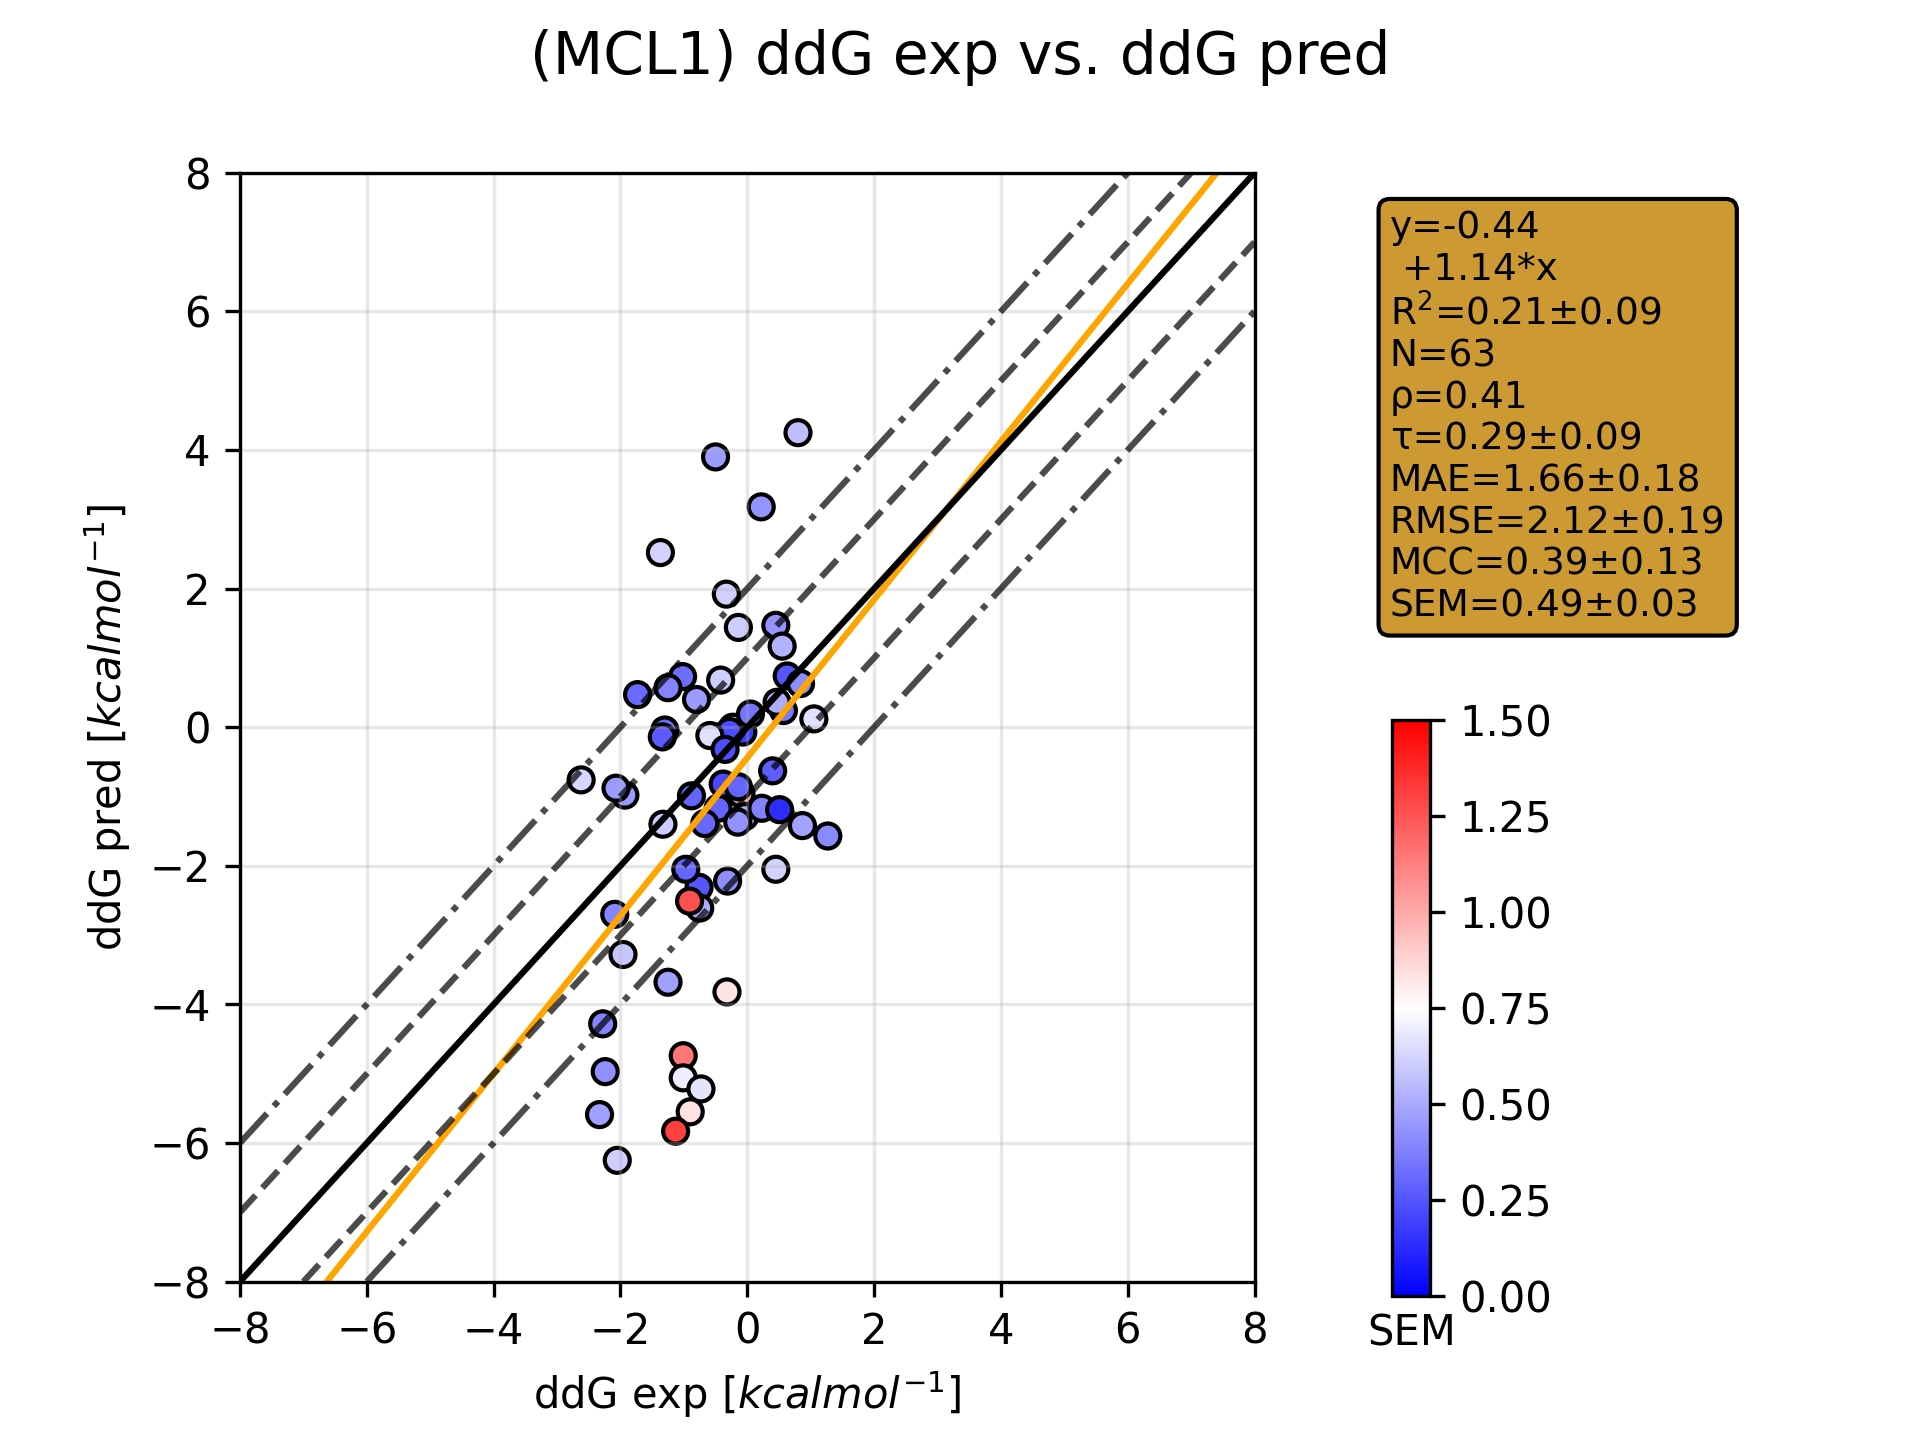 (MCL1) ddG exp vs. ddG pred
8
6
4
2
0
−2
−4
−6
−8
ddG pred [kcalmol⁻¹]
−8 −6 −4 −2 0 2 4 6 8
ddG exp [kcalmol⁻¹]
y=-0.44
+1.14*x
R²=0.21±0.09
N=63
ρ=0.41
τ=0.29±0.09
MAE=1.66±0.18
RMSE=2.12±0.19
MCC=0.39±0.13
SEM=0.49±0.03
1.50
1.25
1.00
0.75
0.50
0.25
0.00
SEM